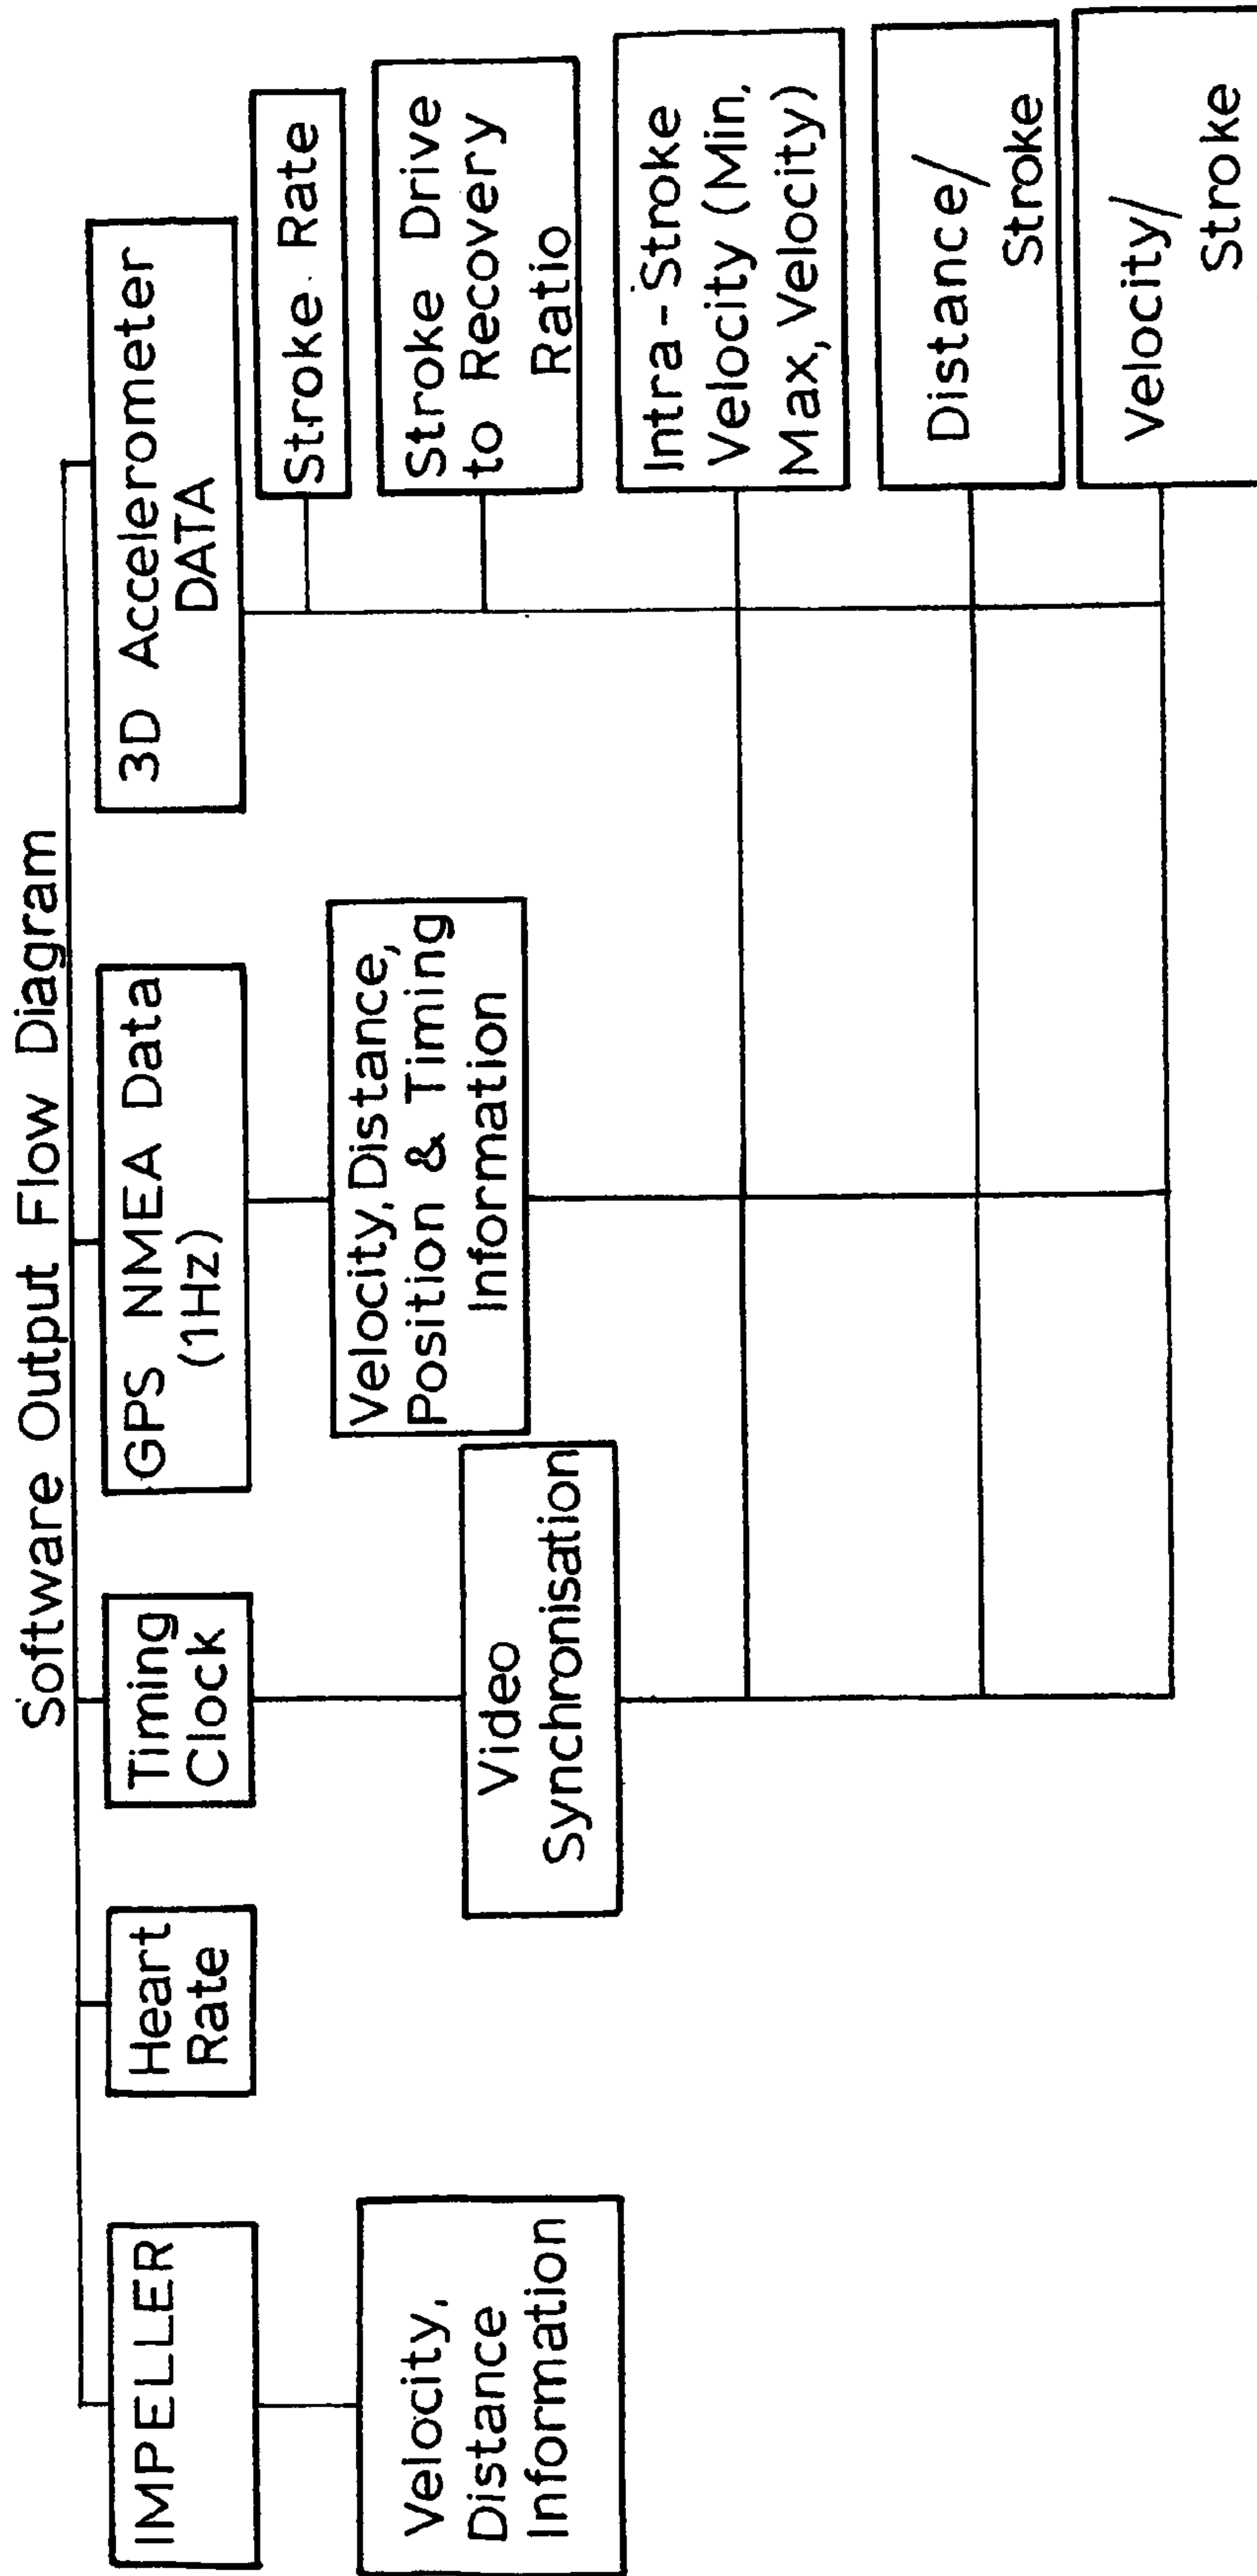 Software Output Flow Diagram
IMPELLER
Velocity,
Distance
Information
Heart
Rate
Timing
Clock
Video
Synchronisation
GPS NMEA Data
(1Hz)
Velocity, Distance,
Position & Timing
Information
3D Accelerometer
DATA
Stroke Rate
Stroke Drive
to Recovery
Ratio
Intra-Stroke
Velocity (Min,
Max, Velocity)
Distance/
Stroke
Velocity/
Stroke